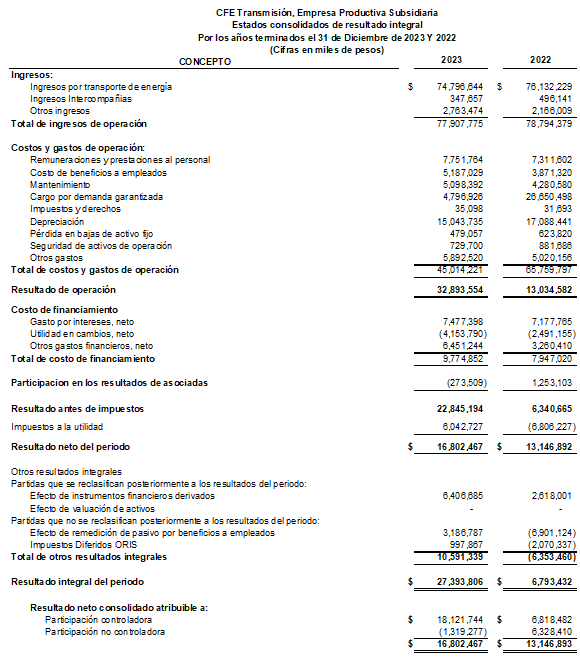 CFE Transmisión, Empresa Productiva Subsidiaria
Estados consolidados de resultado integral
Por los años terminados el 31 de Diciembre de 2023 Y 2022
(Cifras en miles de pesos)
CONCEPTO 2023 2022
Ingresos:
Ingresos por transporte de energía $ 74,796,644 $ 76,132,229
Ingresos Intercompañias 347,657 496,141
Otros ingresos 2,763,474 2,166,009
Total de ingresos de operación 77,907,775 78,794,379
Costos y gastos de operación:
Remuneraciones y prestaciones al personal 7,751,764 7,311,602
Costo de beneficios a empleados 5,187,029 3,871,320
Mantenimiento 5,098,392 4,280,580
Cargo por demanda garantizada 4,796,926 26,650,498
Impuestos y derechos 35,098 31,693
Depreciación 15,043,735 17,088,441
Pérdida en bajas de activo fijo 479,057 623,820
Seguridad de activos de operación 729,700 881,686
Otros gastos 5,892,520 5,020,156
Total de costos y gastos de operación 45,014,221 65,759,797
Resultado de operación 32,893,554 13,034,582
Costo de financiamiento
Gasto por intereses, neto 7,477,398 7,177,765
Utilidad en cambios, neto (4,153,790) (2,491,155)
Otros gastos financieros, neto 6,451,244 3,260,410
Total de costo de financiamiento 9,774,852 7,947,020
Participacion en los resultados de asociadas (273,509) 1,253,103
Resultado antes de impuestos 22,845,194 6,340,665
Impuestos a la utilidad 6,042,727 (6,806,227)
Resultado neto del periodo $ 16,802,467 $ 13,146,892
Otros resultados integrales
Partidas que se reclasifican posteriormente a los resultados del periodo:
Efecto de instrumentos financieros derivados 6,406,685 2,618,001
Efecto de valuación de activos - -
Partidas que no se reclasifican posteriormente a los resultados del periodo:
Efecto de remedición de pasivo por beneficios a empleados 3,186,787 (6,901,124)
Impuestos Diferidos ORIS 997,867 (2,070,337)
Total de otros resultados integrales 10,591,339 (6,353,460)
Resultado integral del periodo $ 27,393,806 $ 6,793,432
Resultado neto consolidado atribuible a:
Participación controladora $ 18,121,744 $ 6,818,482
Participación no controladora (1,319,277) 6,328,410
$ 16,802,467 $ 13,146,893